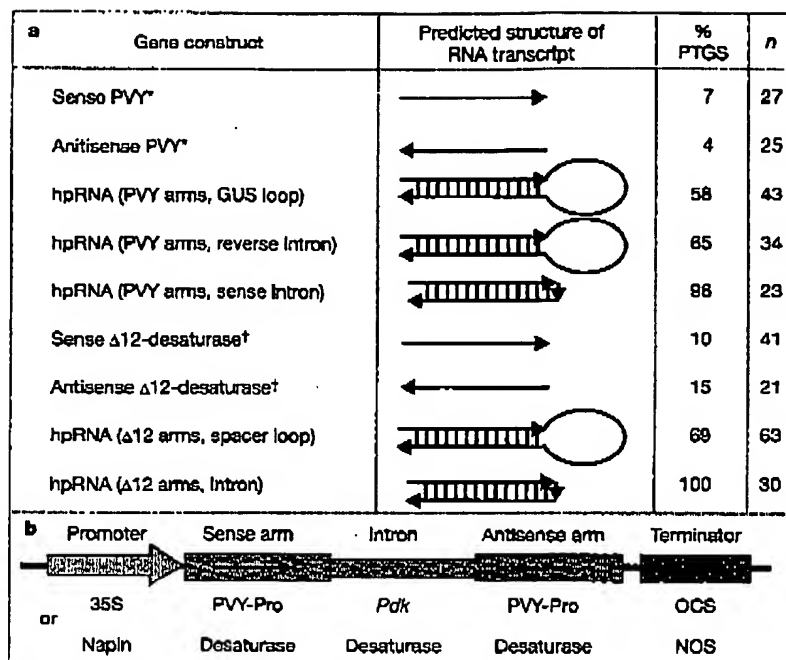 a Gene construct Predicted structure of RNA transcript % PTGS n
Sense PVY* 7 27
Anitisense PVY* 4 25
hpRNA (PVY arms, GUS loop) 58 43
hpRNA (PVY arms, reverse Intron) 65 34
hpRNA (PVY arms, sense Intron) 96 23
Sense Δ12-desaturase† 10 41
Antisense Δ12-desaturase† 15 21
hpRNA (Δ12 arms, spacer loop) 69 63
hpRNA (Δ12 arms, Intron) 100 30
b Promoter Sense arm Intron Antisense arm Terminator
35S PVY-Pro Pdk PVY-Pro OCS
or
Napin Desaturase Desaturase Desaturase NOS